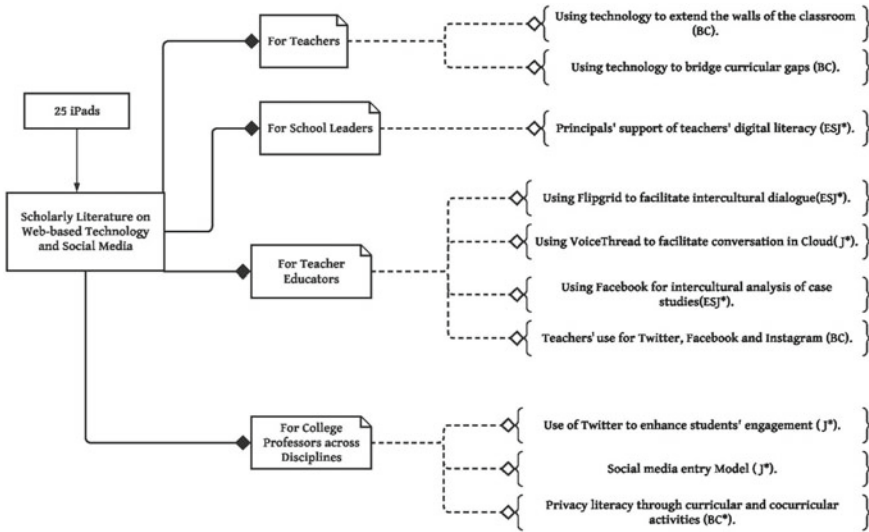 25 iPads
Scholarly Literature on
Web-based Technology
and Social Media
For Teachers
Using technology to extend the walls of the classroom
(BC).
Using technology to bridge curricular gaps (BC).
For School Leaders
Principals' support of teachers' digital literacy (ESJ*).
For Teacher
Educators
Using Flipgrid to facilitate intercultural dialogue(ESJ*).
Using VoiceThread to facilitate conversation in Cloud( J*).
Using Facebook for intercultural analysis of case
studies(ESJ*).
Teachers' use for Twitter, Facebook and Instagram (BC).
For College
Professors across
Disciplines
Use of Twitter to enhance students' engagement ( J*).
Social media entry Model ( J*).
Privacy literacy through curricular and cocurricular
activities (BC*).